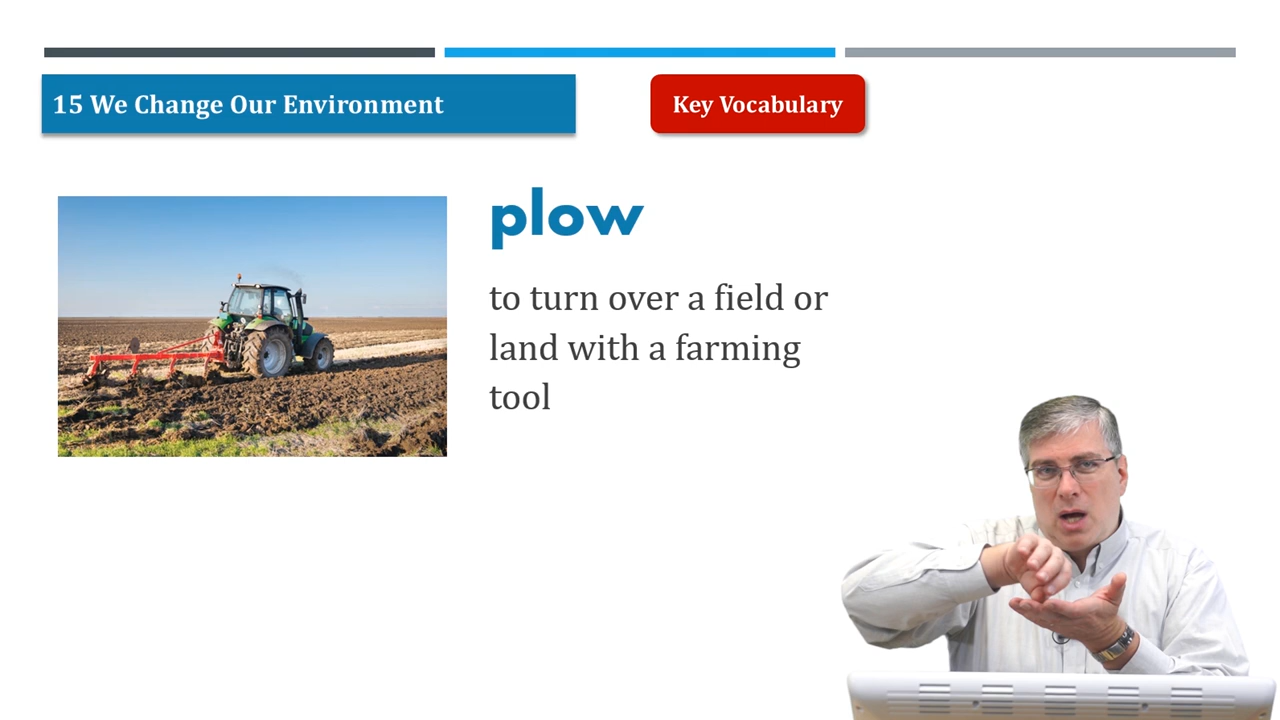 15 We Change Our Environment
Key Vocabulary
plow
to turn over a field or
land with a farming
tool